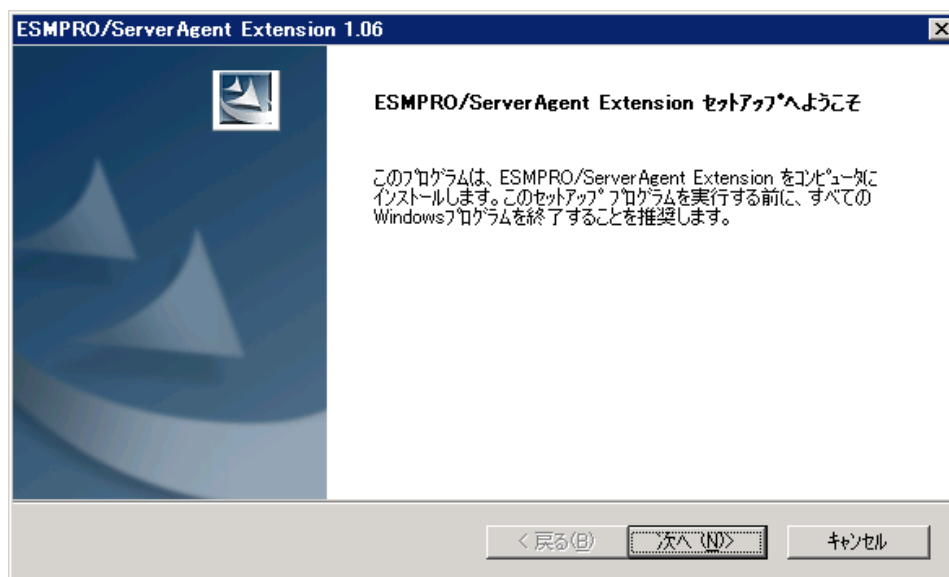 ESMPRO/ServerAgent Extension 1.06
ESMPRO/ServerAgent Extension ｾｯﾄｱｯﾌﾟへようこそ
このﾌﾟﾛｸﾞﾗﾑは、ESMPRO/ServerAgent Extension をｺﾝﾋﾟｭｰﾀに
ｲﾝｽﾄｰﾙします。このｾｯﾄｱｯﾌﾟ ﾌﾟﾛｸﾞﾗﾑを実行する前に、すべての
Windowsﾌﾟﾛｸﾞﾗﾑを終了することを推奨します。
< 戻る(B)
次へ (N)>
ｷｬﾝｾﾙ